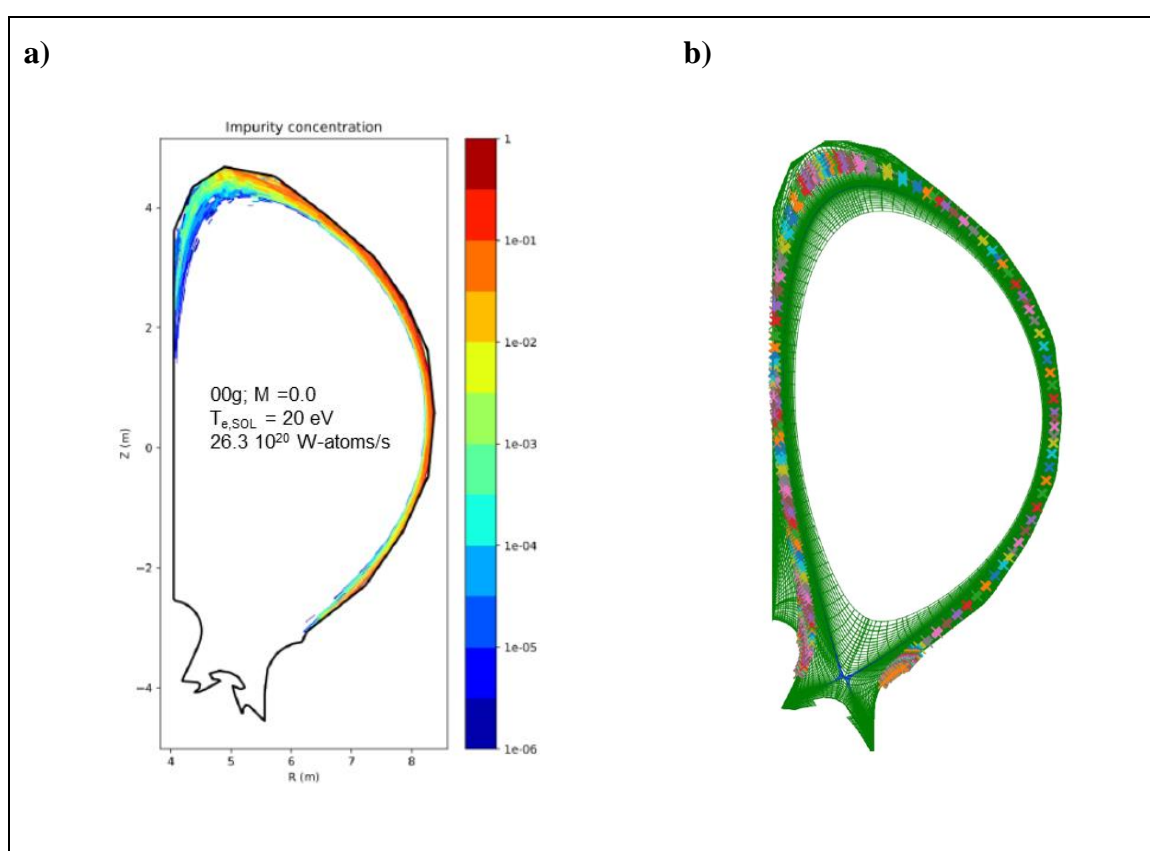 a)
b)
Impurity concentration
1
1e-01
1e-02
1e-03
1e-04
1e-05
1e-06
4
2
0
−2
−4
Z (m)
00g; M =0.0
Te,SOL = 20 eV
26.3 10²⁰ W-atoms/s
4 5 6 7 8
R (m)